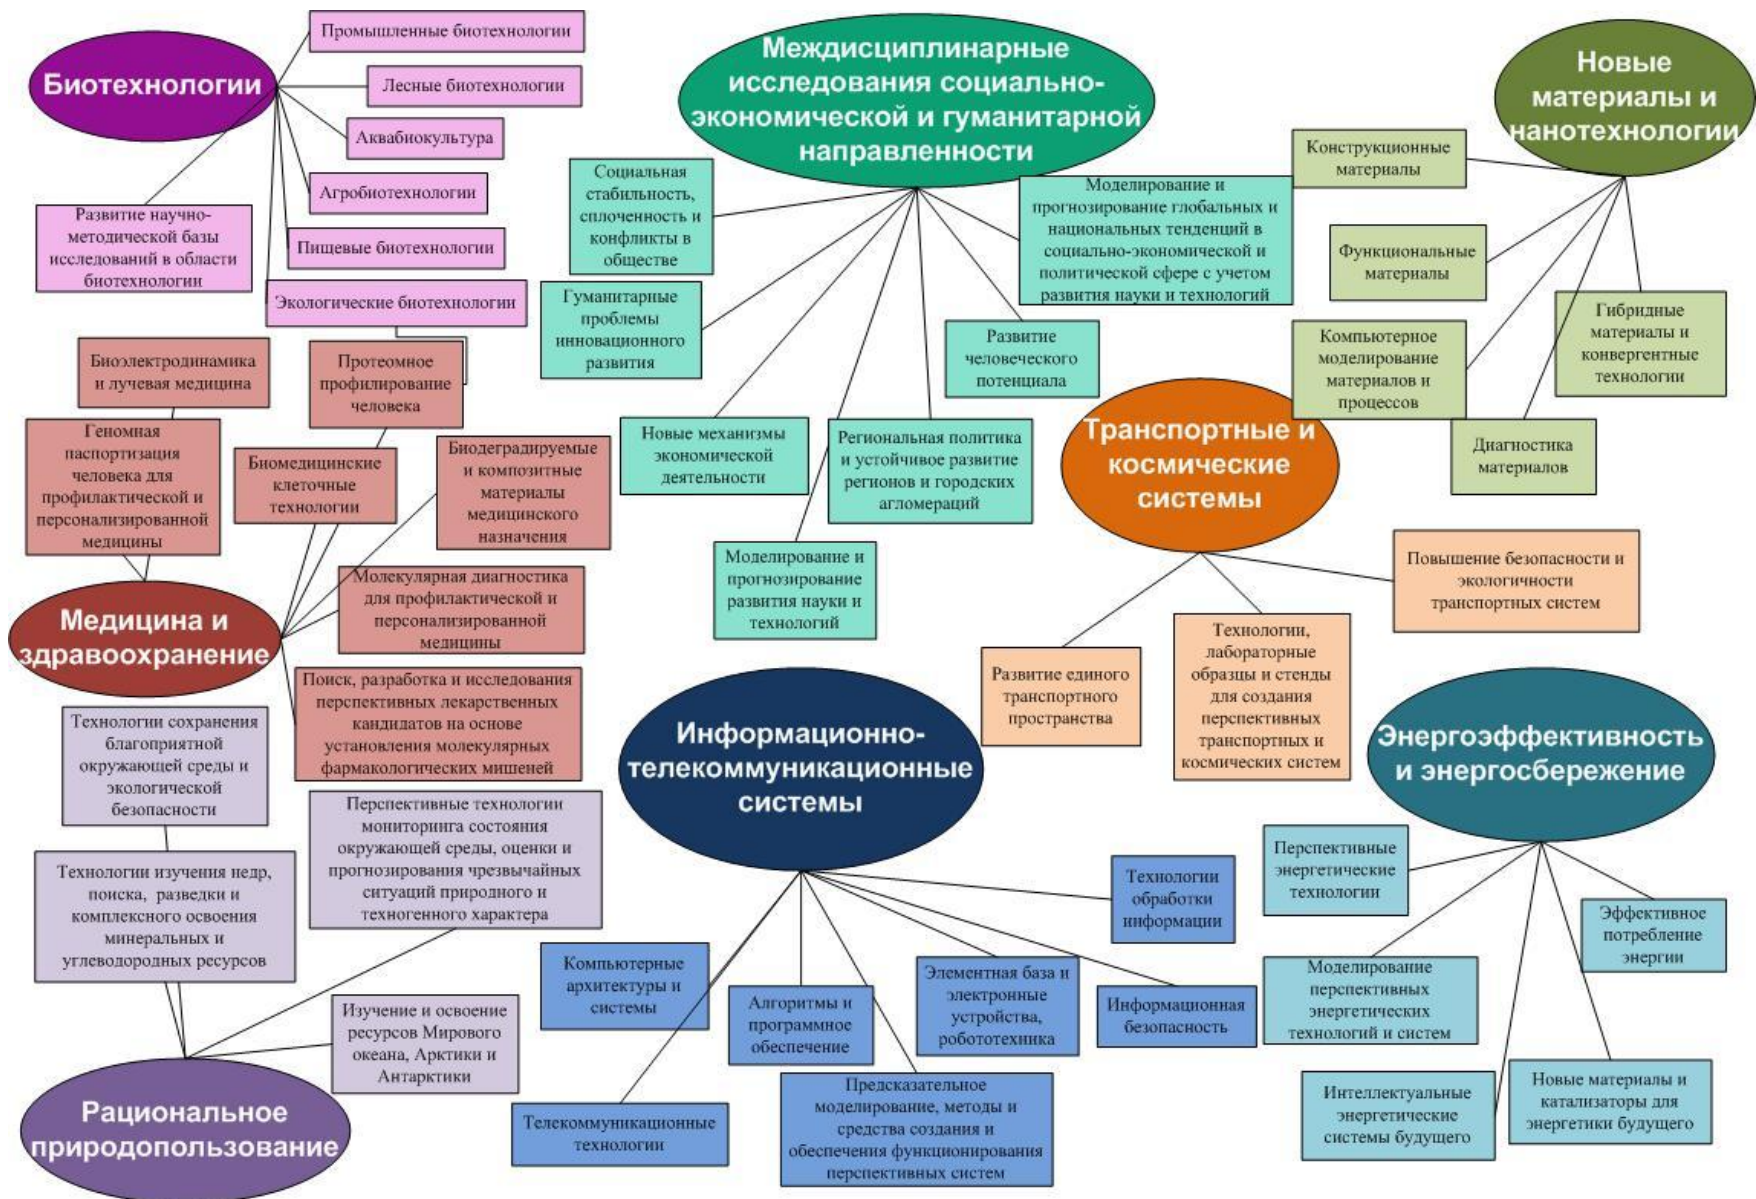 Биотехнологии
Промышленные биотехнологии
Лесные биотехнологии
Аквабиокультура
Агробиотехнологии
Пищевые биотехнологии
Экологические биотехнологии
Развитие научно-
методической базы
исследований в области
биотехнологии
Междисциплинарные
исследования социально-
экономической и гуманитарной
направленности
Социальная
стабильность,
сплоченность и
конфликты в
обществе
Гуманитарные
проблемы
инновационного
развития
Новые механизмы
экономической
деятельности
Моделирование и
прогнозирование
развития науки и
технологий
Региональная политика
и устойчивое развитие
регионов и городских
агломераций
Развитие
человеческого
потенциала
Моделирование и
прогнозирование глобальных и
национальных тенденций в
социально-экономической и
политической сфере с учетом
развития науки и технологий
Новые
материалы и
нанотехнологии
Конструкционные
материалы
Функциональные
материалы
Компьютерное
моделирование
материалов и
процессов
Гибридные
материалы и
конвергентные
технологии
Диагностика
материалов
Биоэлектродинамика
и лучевая медицина
Протеомное
профилирование
человека
Геномная
паспортизация
человека для
профилактической и
персонализированной
медицины
Биомедицинские
клеточные
технологии
Биодеградируемые
и композитные
материалы
медицинского
назначения
Медицина и
здравоохранение
Молекулярная диагностика
для профилактической и
персонализированной
медицины
Поиск, разработка и исследования
перспективных лекарственных
кандидатов на основе
установления молекулярных
фармакологических мишеней
Транспортные и
космические
системы
Повышение безопасности и
экологичности
транспортных систем
Развитие единого
транспортного
пространства
Технологии,
лабораторные
образцы и стенды
для создания
перспективных
транспортных и
космических систем
Технологии сохранения
благоприятной
окружающей среды и
экологической
безопасности
Перспективные технологии
мониторинга состояния
окружающей среды, оценки и
прогнозирования чрезвычайных
ситуаций природного и
техногенного характера
Технологии изучения недр,
поиска, разведки и
комплексного освоения
минеральных и
углеводородных ресурсов
Изучение и освоение
ресурсов Мирового
океана, Арктики и
Антарктики
Рациональное
природопользование
Информационно-
телекоммуникационные
системы
Технологии
обработки
информации
Компьютерные
архитектуры и
системы
Алгоритмы и
программное
обеспечение
Элементная база и
электронные
устройства,
робототехника
Информационная
безопасность
Телекоммуникационные
технологии
Предсказательное
моделирование, методы и
средства создания и
обеспечения функционирования
перспективных систем
Энергоэффективность
и энергосбережение
Перспективные
энергетические
технологии
Эффективное
потребление
энергии
Моделирование
перспективных
энергетических
технологий и систем
Интеллектуальные
энергетические
системы будущего
Новые материалы и
катализаторы для
энергетики будущего